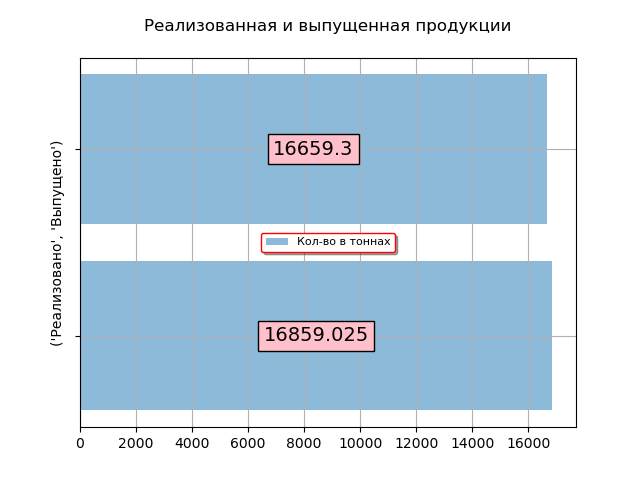 Реализованная и выпущенная продукции
('Реализовано', 'Выпущено')
16659.3
Кол-во в тоннах
16859.025
0 2000 4000 6000 8000 10000 12000 14000 16000